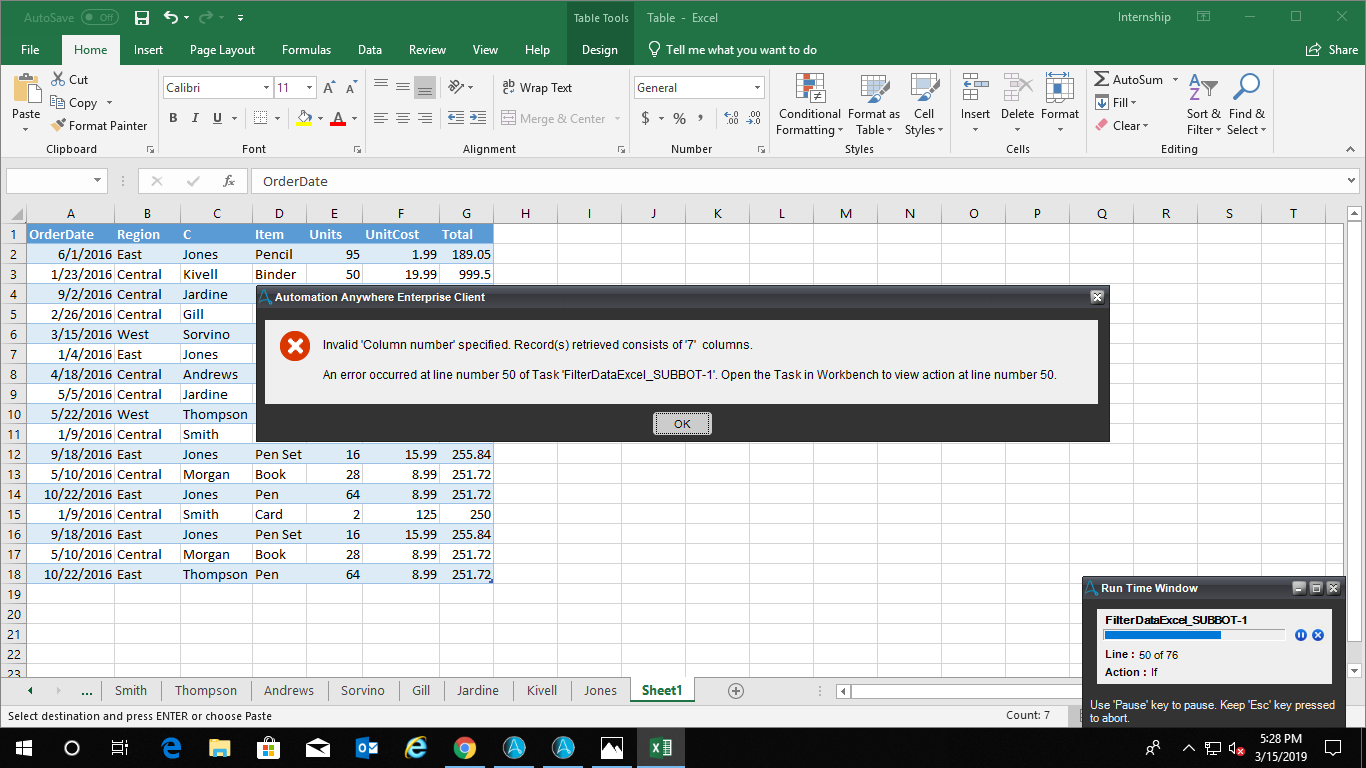 AutoSave Off
Table Tools
Table - Excel
Internship
File Home Insert Page Layout Formulas Data Review View Help Design Tell me what you want to do Share
Paste
Cut
Copy
Format Painter
Clipboard
Calibri 11
B I U
Font
Wrap Text
Merge & Center
Alignment
General
$ % ,
Number
Conditional Formatting
Format as Table
Cell Styles
Styles
Insert
Delete
Format
Cells
AutoSum
Fill
Clear
Sort & Filter
Find & Select
Editing
fx OrderDate
A B C D E F G H I J K L M N O P Q R S T
1 OrderDate Region C Item Units UnitCost Total
2 6/1/2016 East Jones Pencil 95 1.99 189.05
3 1/23/2016 Central Kivell Binder 50 19.99 999.5
4 9/2/2016 Central Jardine
5 2/26/2016 Central Gill
6 3/15/2016 West Sorvino
7 1/4/2016 East Jones
8 4/18/2016 Central Andrews
9 5/5/2016 Central Jardine
10 5/22/2016 West Thompson
11 1/9/2016 Central Smith
12 9/18/2016 East Jones Pen Set 16 15.99 255.84
13 5/10/2016 Central Morgan Book 28 8.99 251.72
14 10/22/2016 East Jones Pen 64 8.99 251.72
15 1/9/2016 Central Smith Card 2 125 250
16 9/18/2016 East Jones Pen Set 16 15.99 255.84
17 5/10/2016 Central Morgan Book 28 8.99 251.72
18 10/22/2016 East Thompson Pen 64 8.99 251.72
19
20
21
22
23
Automation Anywhere Enterprise Client
Invalid 'Column number' specified. Record(s) retrieved consists of '7' columns.
An error occurred at line number 50 of Task 'FilterDataExcel_SUBBOT-1'. Open the Task in Workbench to view action at line number 50.
OK
Run Time Window
FilterDataExcel_SUBBOT-1
Line : 50 of 76
Action : If
Use 'Pause' key to pause. Keep 'Esc' key pressed
to abort.
... Smith Thompson Andrews Sorvino Gill Jardine Kivell Jones Sheet1
Select destination and press ENTER or choose Paste
Count: 7
5:28 PM
3/15/2019